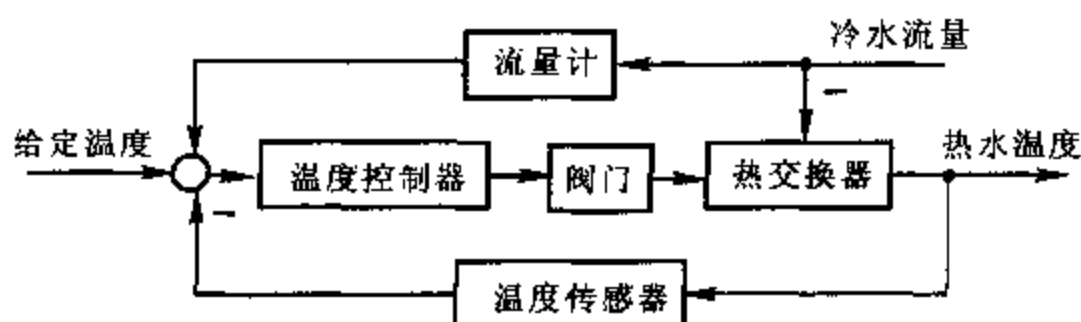 冷水流量
流量计
给定温度
温度控制器
阀门
热交换器
热水温度
温度传感器